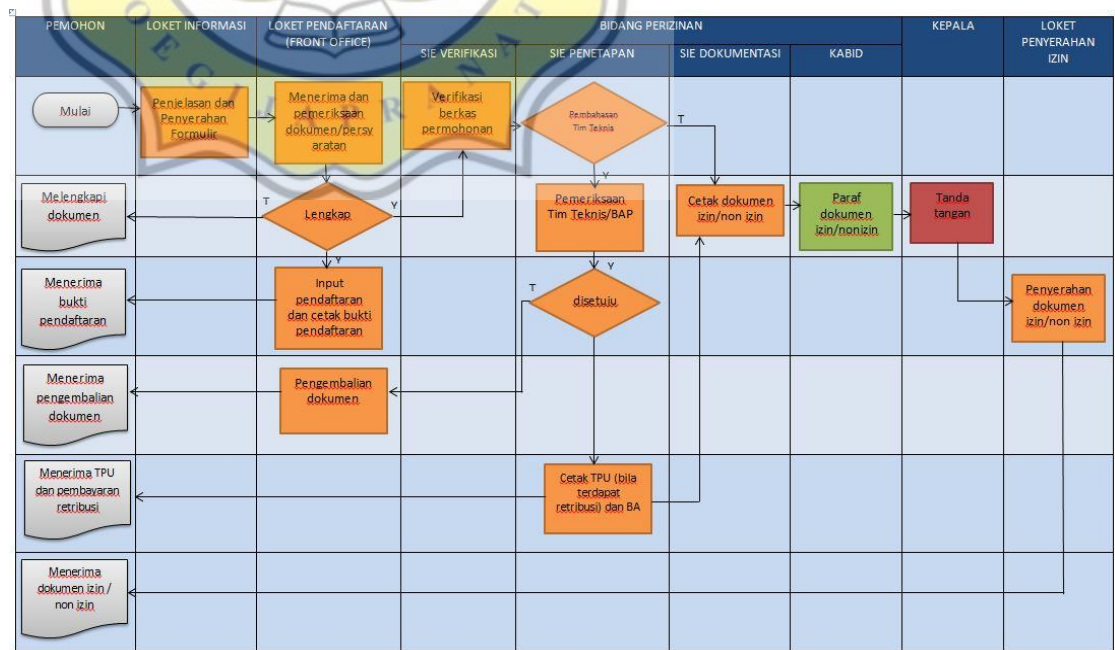 PEMOHON
LOKET INFORMASI
LOKET PENDAFTARAN
(FRONT OFFICE)
BIDANG PERIZINAN
KEPALA
LOKET
PENYERAHAN
IZIN
SIE VERIFIKASI
SIE PENETAPAN
SIE DOKUMENTASI
KABID
OEGIJAPRANAT
Mulai
Penjelasan dan
Penyerahan
Formulir
Menerima dan
pemeriksaan
dokumen/persy
aratan
Verifikasi
berkas
permohonan
Pembahasan
Tim Teknis
T
Y
Melengkapi
dokumen
T
Lengkap
Y
Y
Pemeriksaan
Tim Teknis/BAP
Cetak dokumen
izin/non izin
Paraf
dokumen
izin/nonizin
Tanda
tangan
Menerima
bukti
pendaftaran
Input
pendaftaran
dan cetak bukti
pendaftaran
Y
T
disetuju
Penyerahan
dokumen
izin/non izin
Menerima
pengembalian
dokumen
Pengembalian
dokumen
Menerima TPU
dan pembayaran
retribusi
Cetak TPU (bila
terdapat
retribusi) dan BA
Menerima
dokumen izin /
non izin